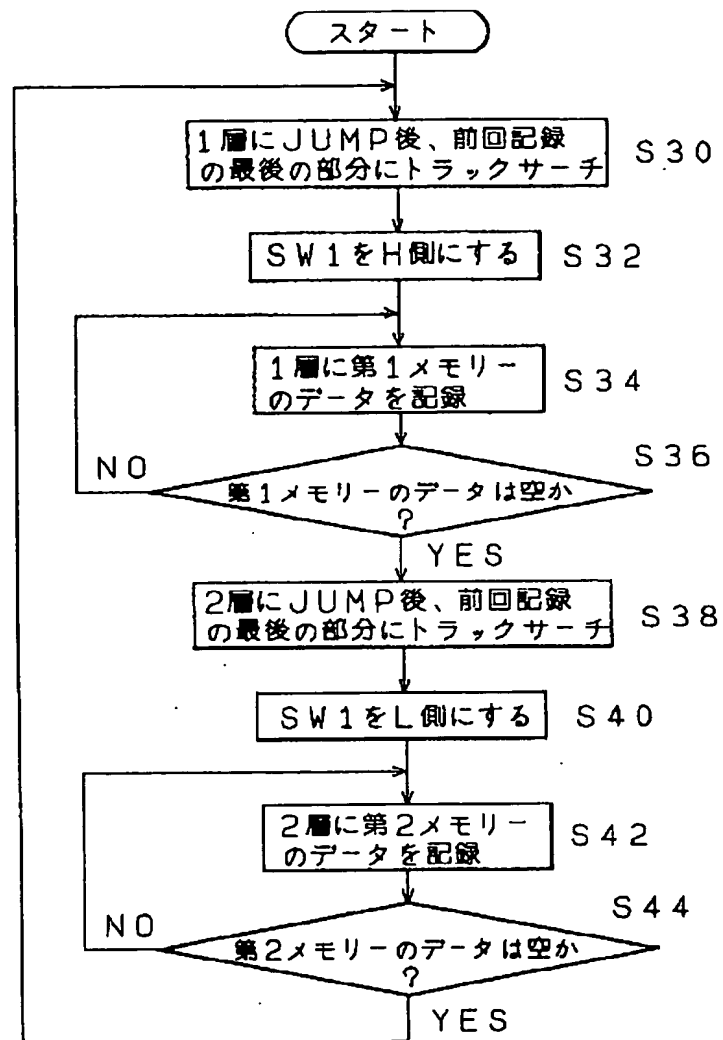 スタート
1層にJUMP後、前回記録
の最後の部分にトラックサーチ
S30
SW1をH側にする
S32
1層に第1メモリー
のデータを記録
S34
NO
第1メモリーのデータは空か
?
S36
YES
2層にJUMP後、前回記録
の最後の部分にトラックサーチ
S38
SW1をL側にする
S40
2層に第2メモリー
のデータを記録
S42
NO
第2メモリーのデータは空か
?
S44
YES